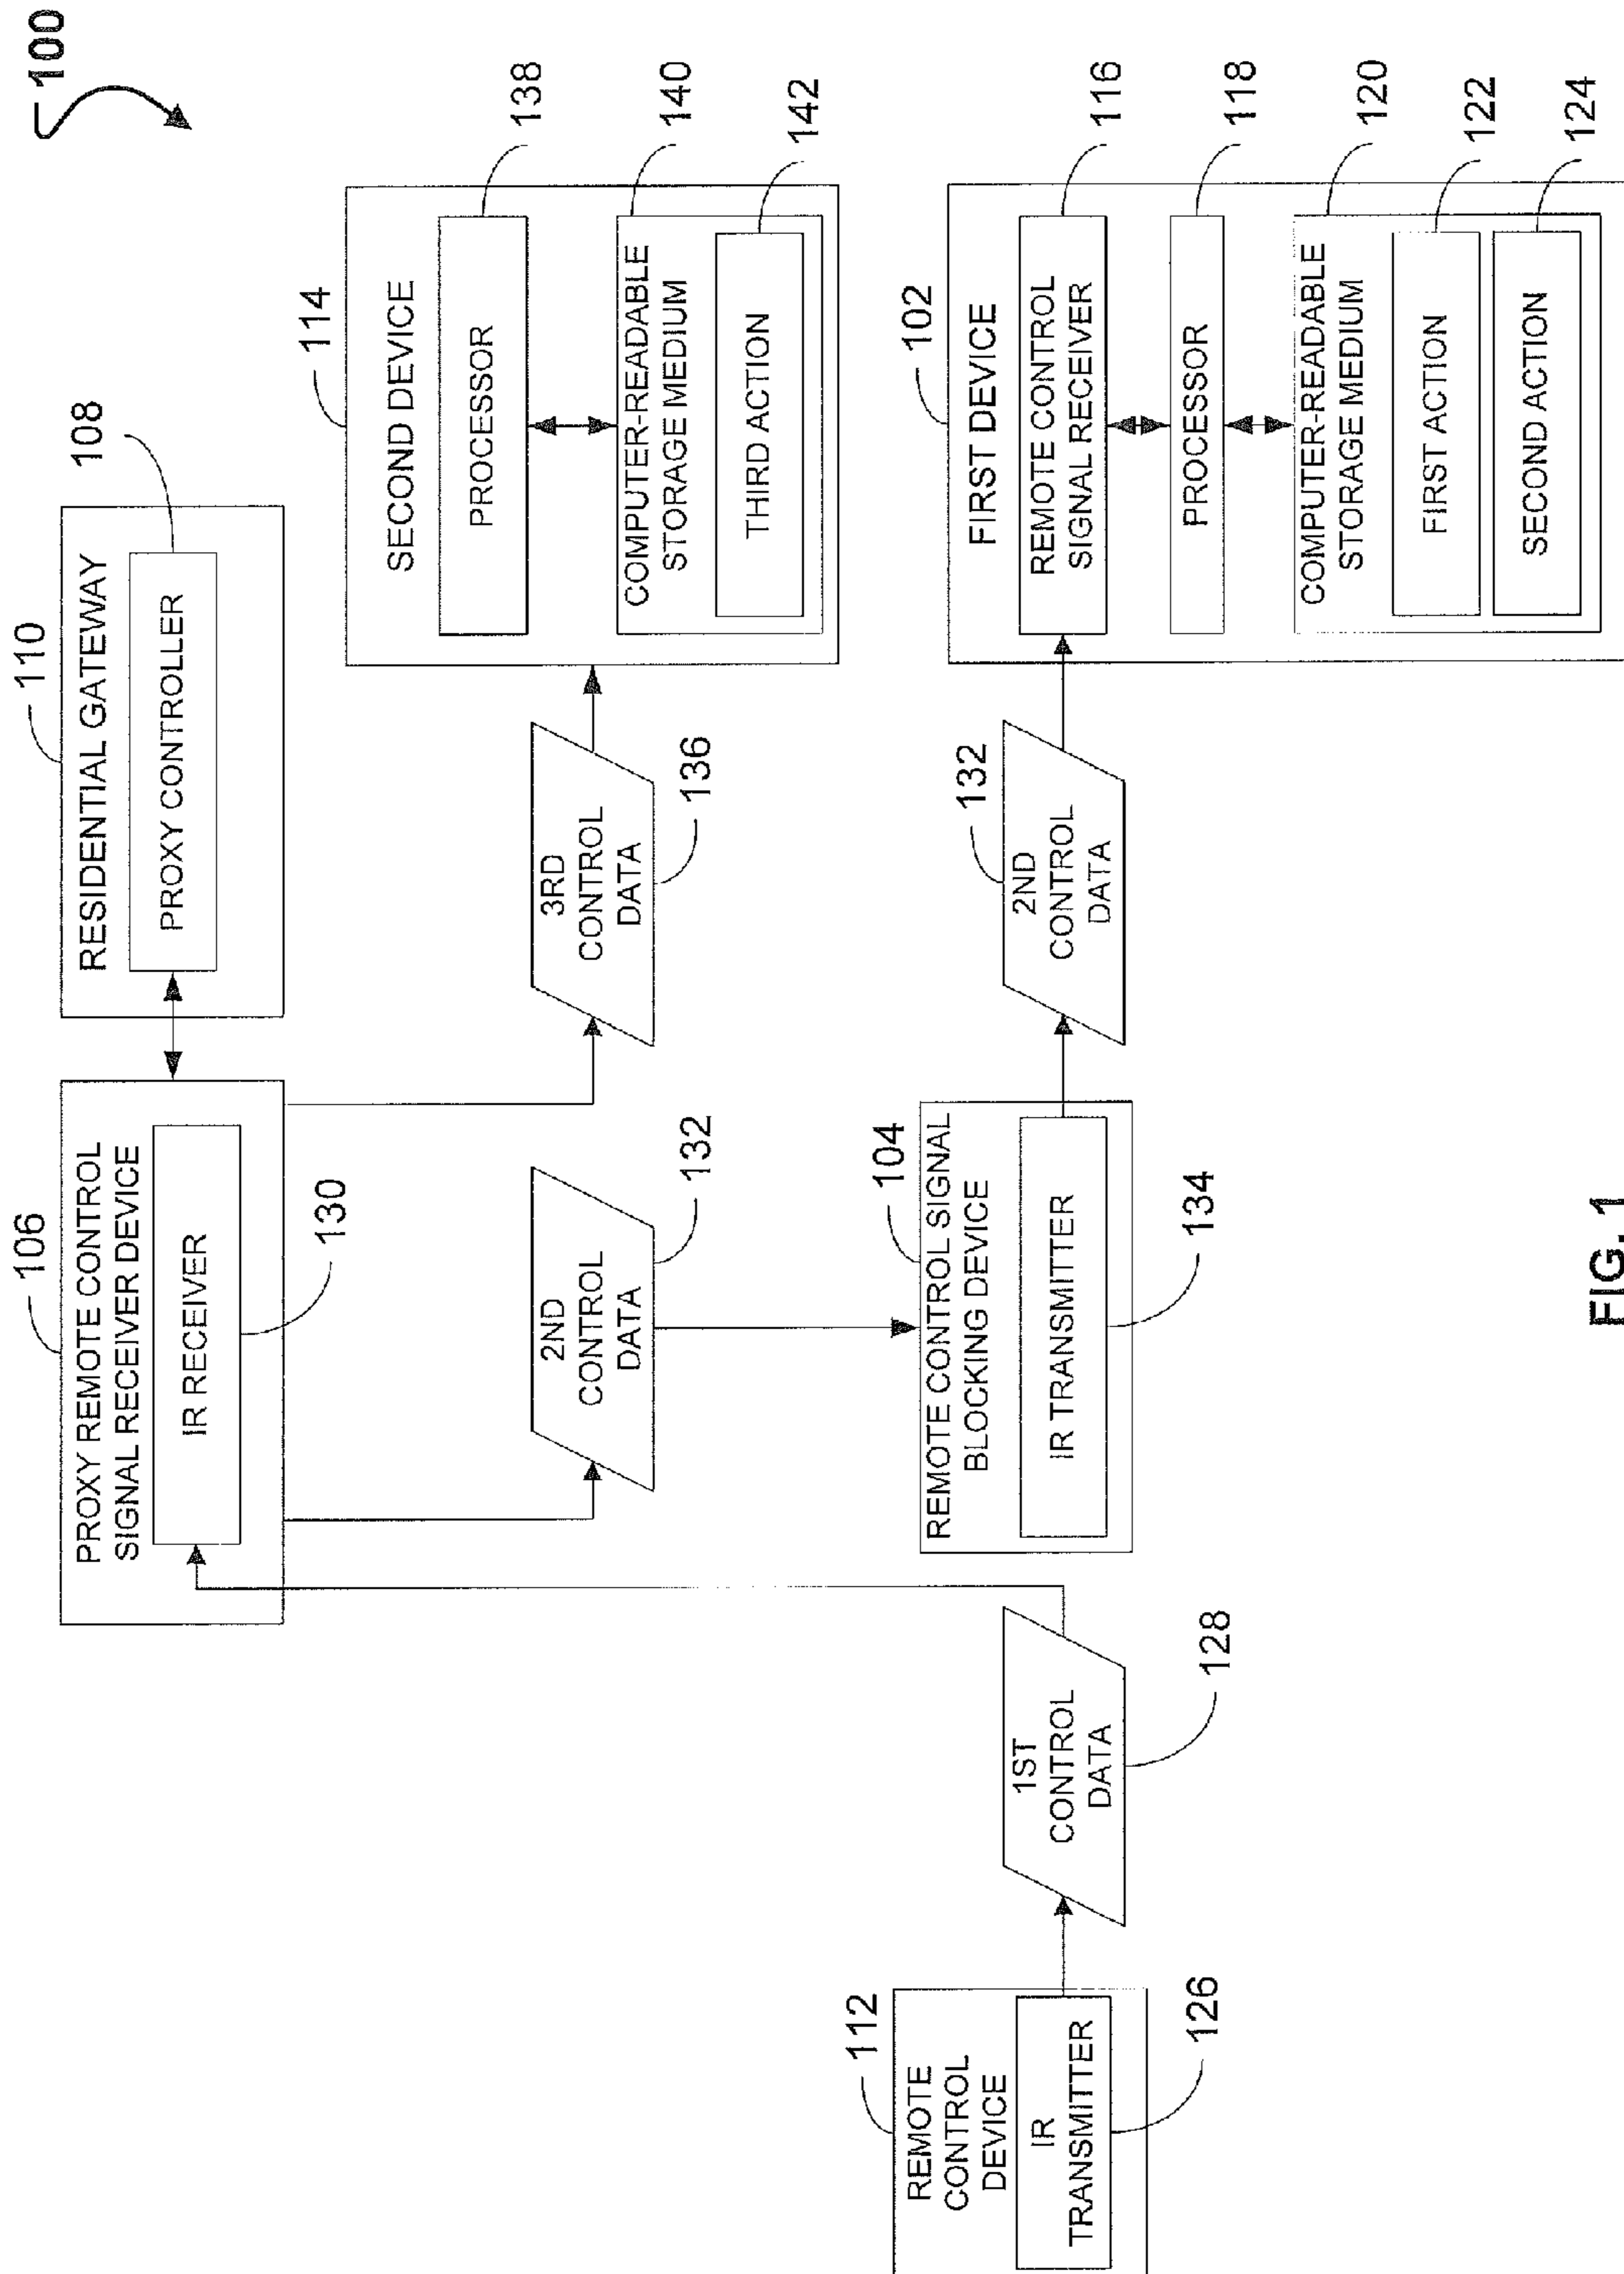 100
106
PROXY REMOTE CONTROL
SIGNAL RECEIVER DEVICE
IR RECEIVER
130
110
RESIDENTIAL GATEWAY
PROXY CONTROLLER
108
2ND
CONTROL
DATA
132
3RD
CONTROL
DATA
136
114
SECOND DEVICE
PROCESSOR
138
COMPUTER-READABLE
STORAGE MEDIUM
140
THIRD ACTION
142
112
REMOTE
CONTROL
DEVICE
IR
TRANSMITTER
126
1ST
CONTROL
DATA
128
104
REMOTE CONTROL SIGNAL
BLOCKING DEVICE
IR TRANSMITTER
134
132
2ND
CONTROL
DATA
102
FIRST DEVICE
REMOTE CONTROL
SIGNAL RECEIVER
116
PROCESSOR
118
COMPUTER-READABLE
STORAGE MEDIUM
120
FIRST ACTION
122
SECOND ACTION
124
FIG. 1